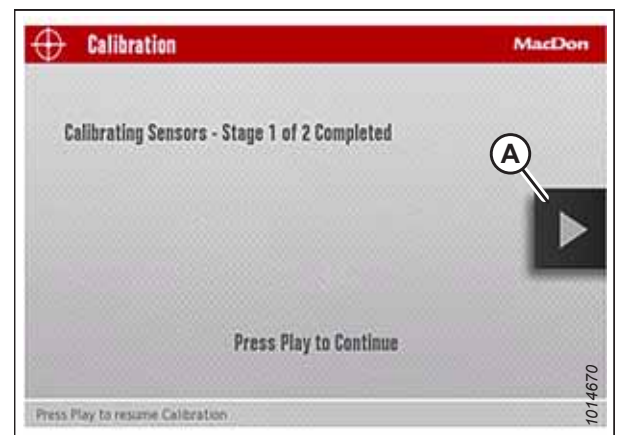 Calibration
MacDon
Calibrating Sensors - Stage 1 of 2 Completed
A
Press Play to Continue
Press Play to resume Calibration
1014670